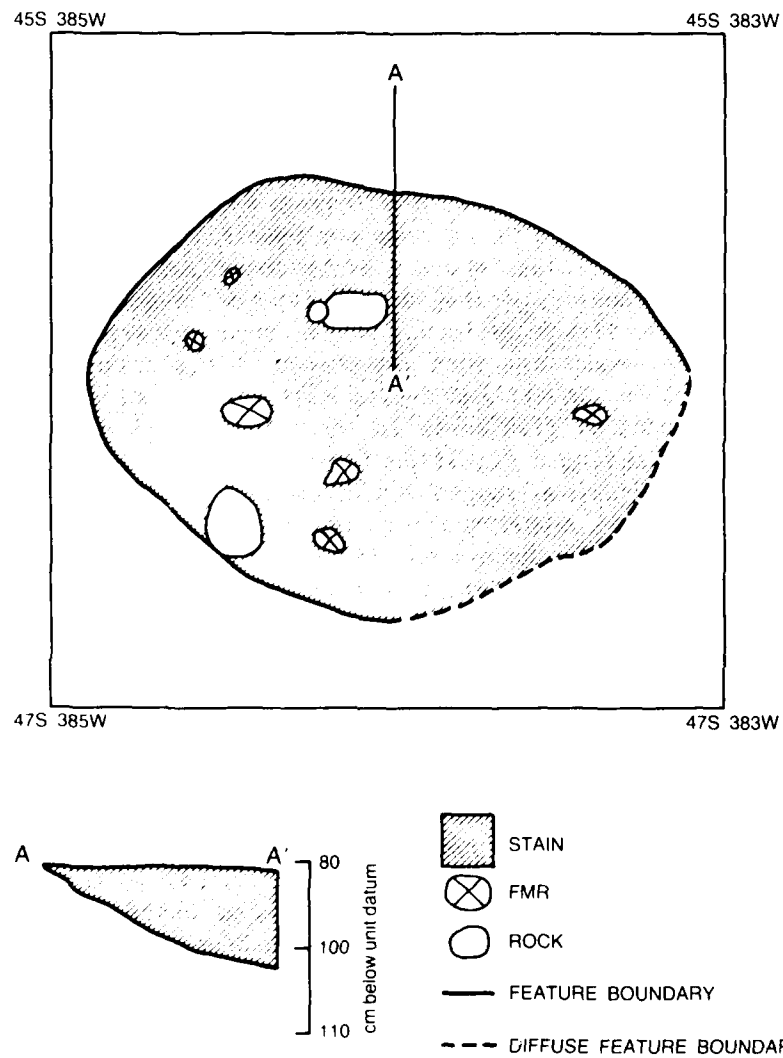 45S 385W
45S 383W
A
A'
47S 385W
47S 383W
A
A'
80
100
110
cm below unit datum
STAIN
FMR
ROCK
FEATURE BOUNDARY
DIFFUSE FEATURE BOUNDAR